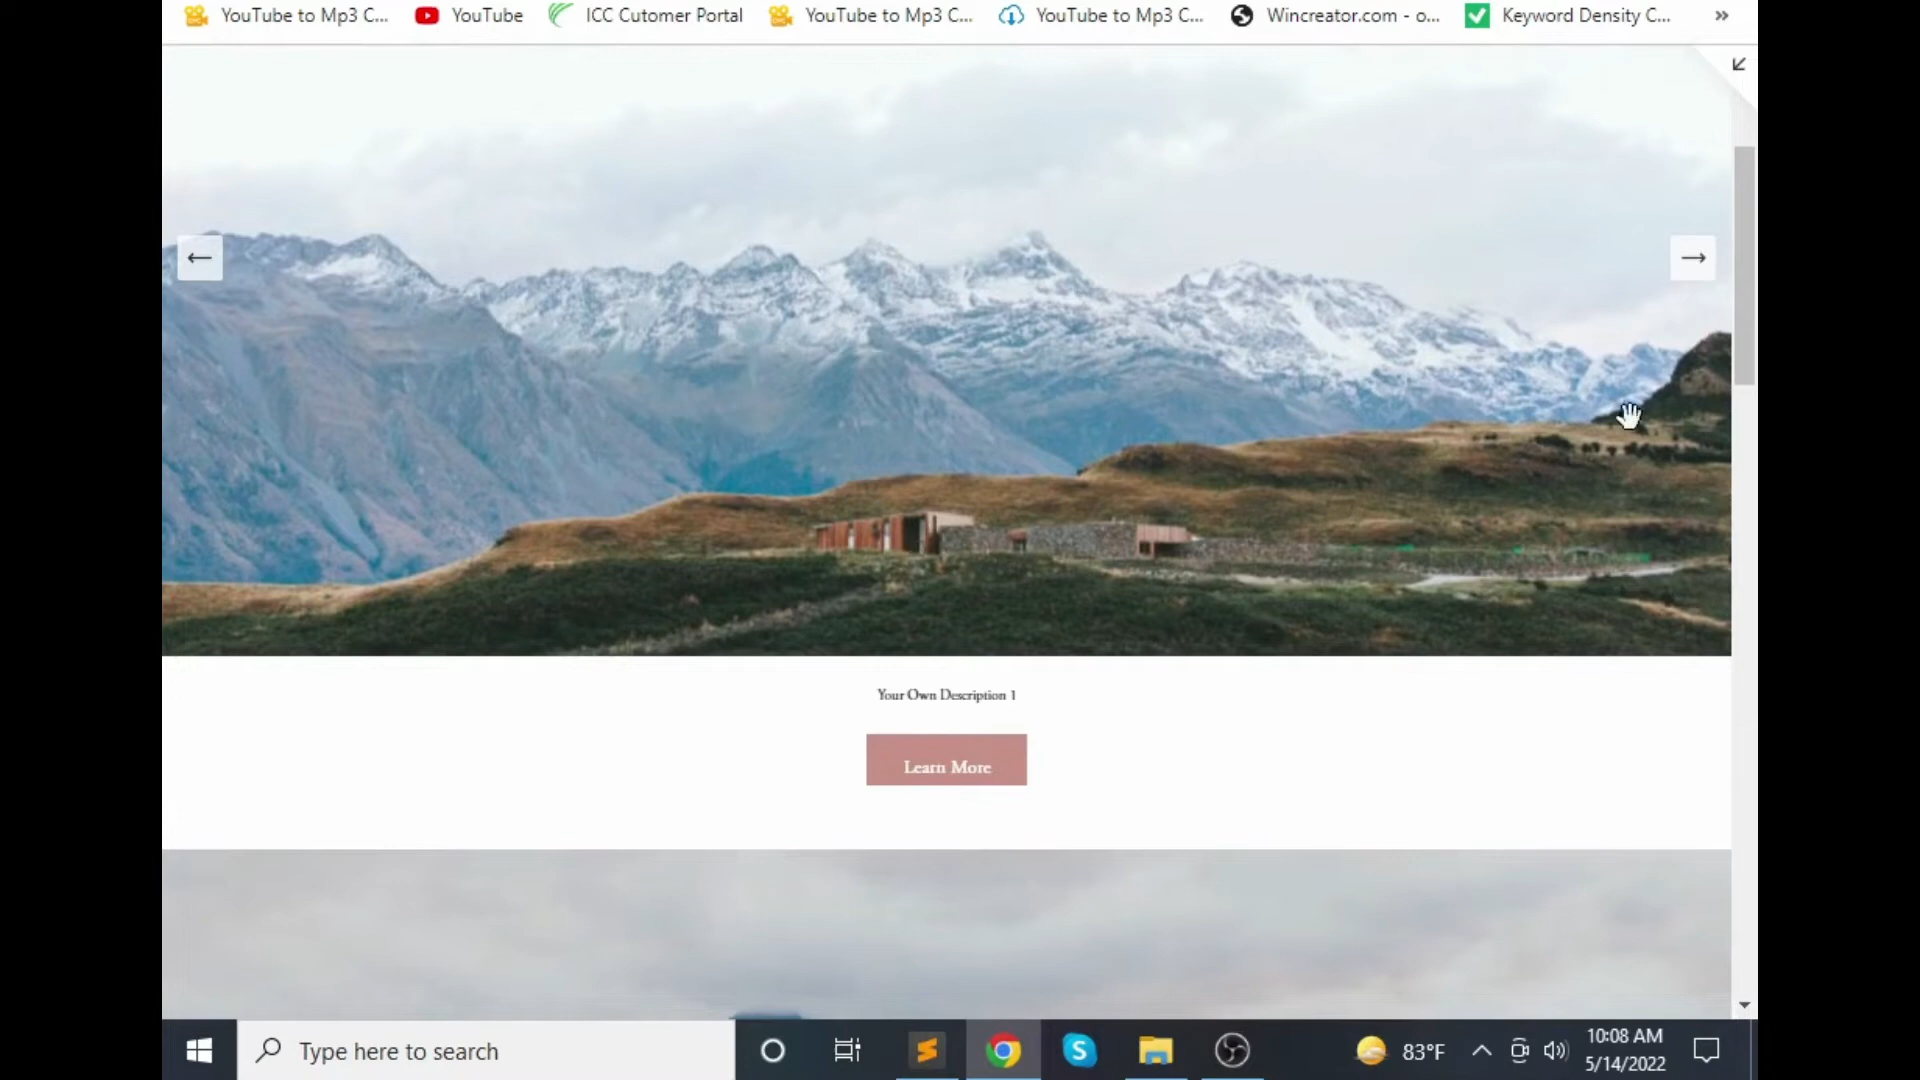 YouTube to Mp3 C... YouTube ICC Cutomer Portal YouTube to Mp3 C... YouTube to Mp3 C... Wincreator.com - o... Keyword Density C... »
Your Own Description 1
Learn More
Type here to search
83°F
10:08 AM
5/14/2022